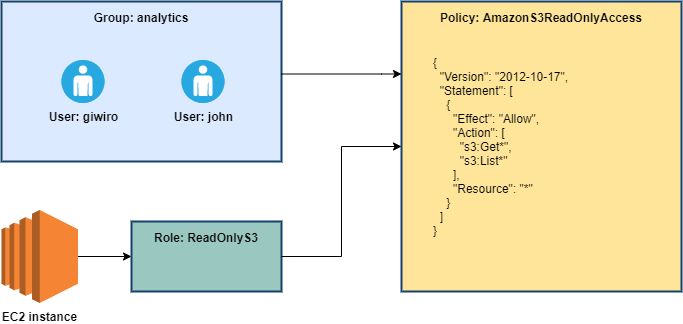 Group: analytics
User: giwiro
User: john
Policy: AmazonS3ReadOnlyAccess
{
"Version": "2012-10-17",
"Statement": [
{
"Effect": "Allow",
"Action": [
"s3:Get*",
"s3:List*"
],
"Resource": "*"
}
]
}
Role: ReadOnlyS3
EC2 instance